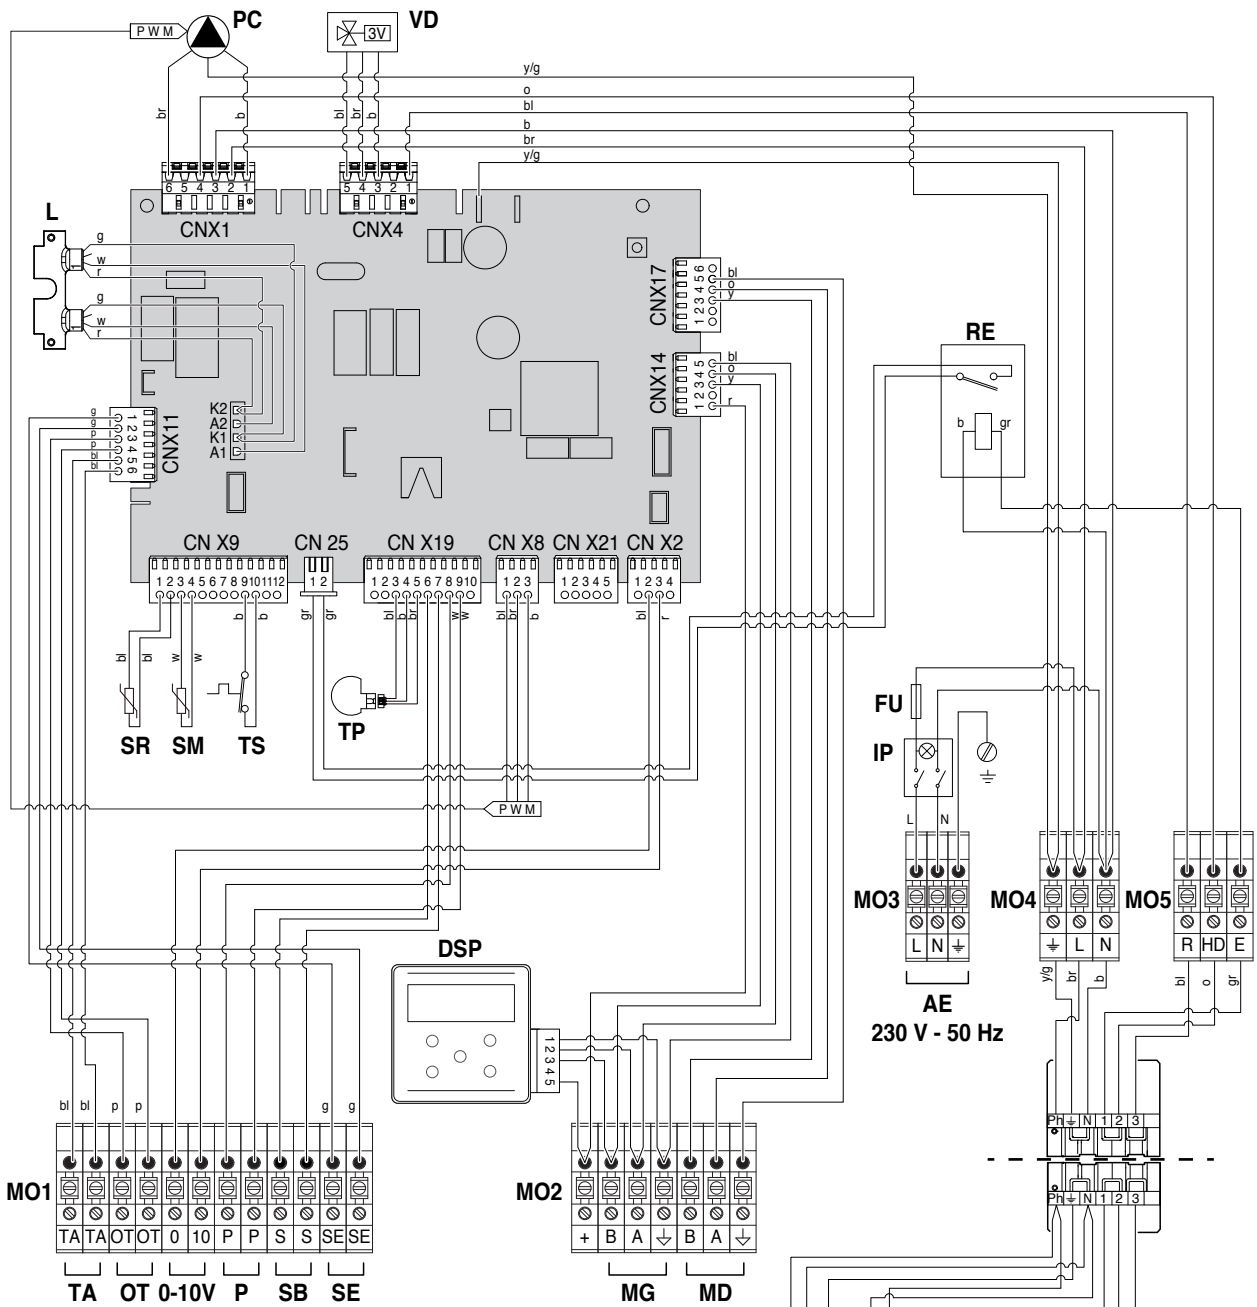 PC
VD
P W M
3V
y/g
o
bl
b
br
y/g
br
b
bl
br
b
6 5 4 3 2 1
5 4 3 2 1
CNX1
CNX4
L
g
w
r
g
w
r
CNX17
1 2 3 4 5 6
bl
o
y
CNX14
1 2 3 4 5
bl
o
y
r
RE
b
gr
K2
A2
K1
A1
g
g
p
p
bl
bl
1 2 3 4 5 6
CNX11
CN X9
CN 25
CN X19
CN X8
CN X21
CN X2
1 2 3 4 5 6 7 8 9 10 11 12
1 2
1 2 3 4 5 6 7 8 9 10
1 2 3
1 2 3 4 5
1 2 3 4
b
b
gr
gr
bl
b
br
w
w
bl
br
b
bl
r
bl
bl
w
w
SR
SM
TS
TP
FU
IP
P W M
L
N
MO3
MO4
MO5
L N
L N
R HD E
DSP
1 2 3 4 5
AE
230 V - 50 Hz
y/g
br
b
bl
o
gr
Ph N 1 2 3
Ph N 1 2 3
bl
bl
p
p
g
g
MO1
MO2
TA TA OT OT 0 10 P P S S SE SE
+ B A B A
TA
OT
0-10V
P
SB
SE
MG
MD